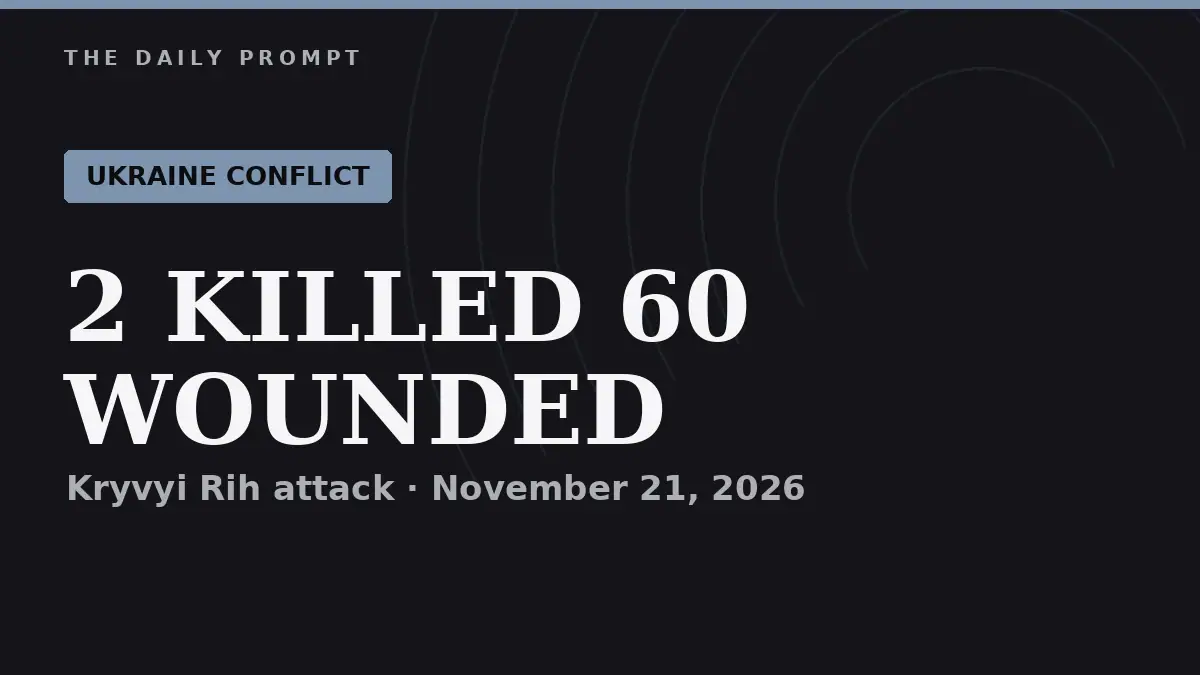 THE DAILY PROMPT
UKRAINE CONFLICT
2 KILLED 60
WOUNDED
Kryvyi Rih attack · November 21, 2026